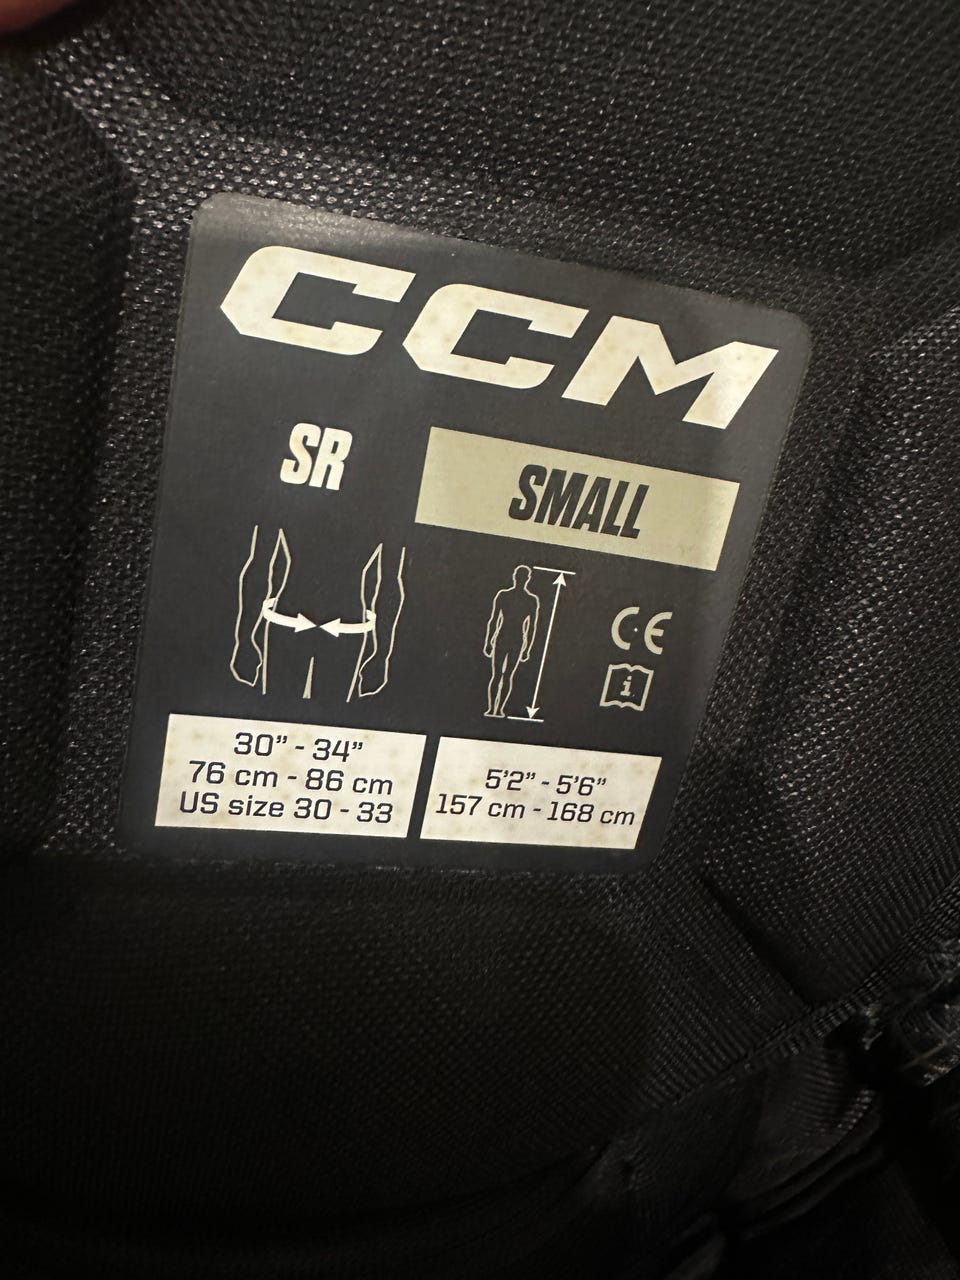 CCM
SR
SMALL
CE
i
30” - 34”
76 cm - 86 cm
US size 30 - 33
5’2” - 5’6”
157 cm - 168 cm